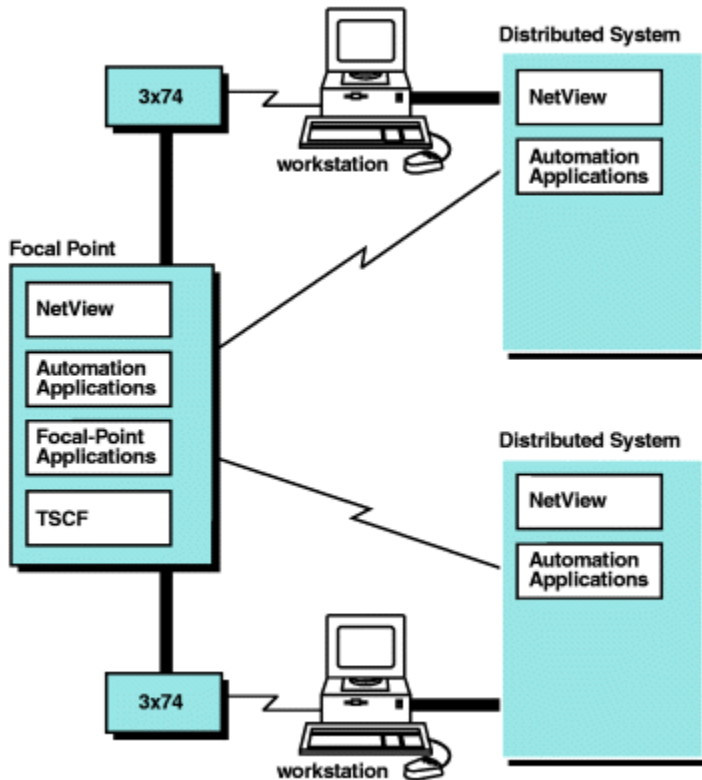 Distributed System
3x74
NetView
workstation
Automation
Applications
Focal Point
NetView
Automation
Applications
Focal-Point
Applications
TSCF
Distributed System
NetView
Automation
Applications
3x74
workstation